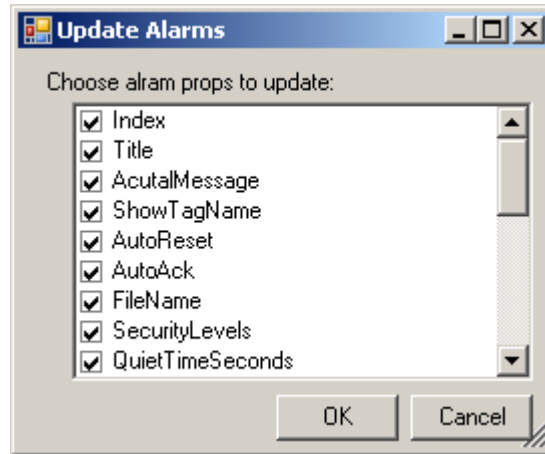 Update Alarms
Choose alram props to update:
Index
Title
AcutalMessage
ShowTagName
AutoReset
AutoAck
FileName
SecurityLevels
QuietTimeSeconds
OK
Cancel